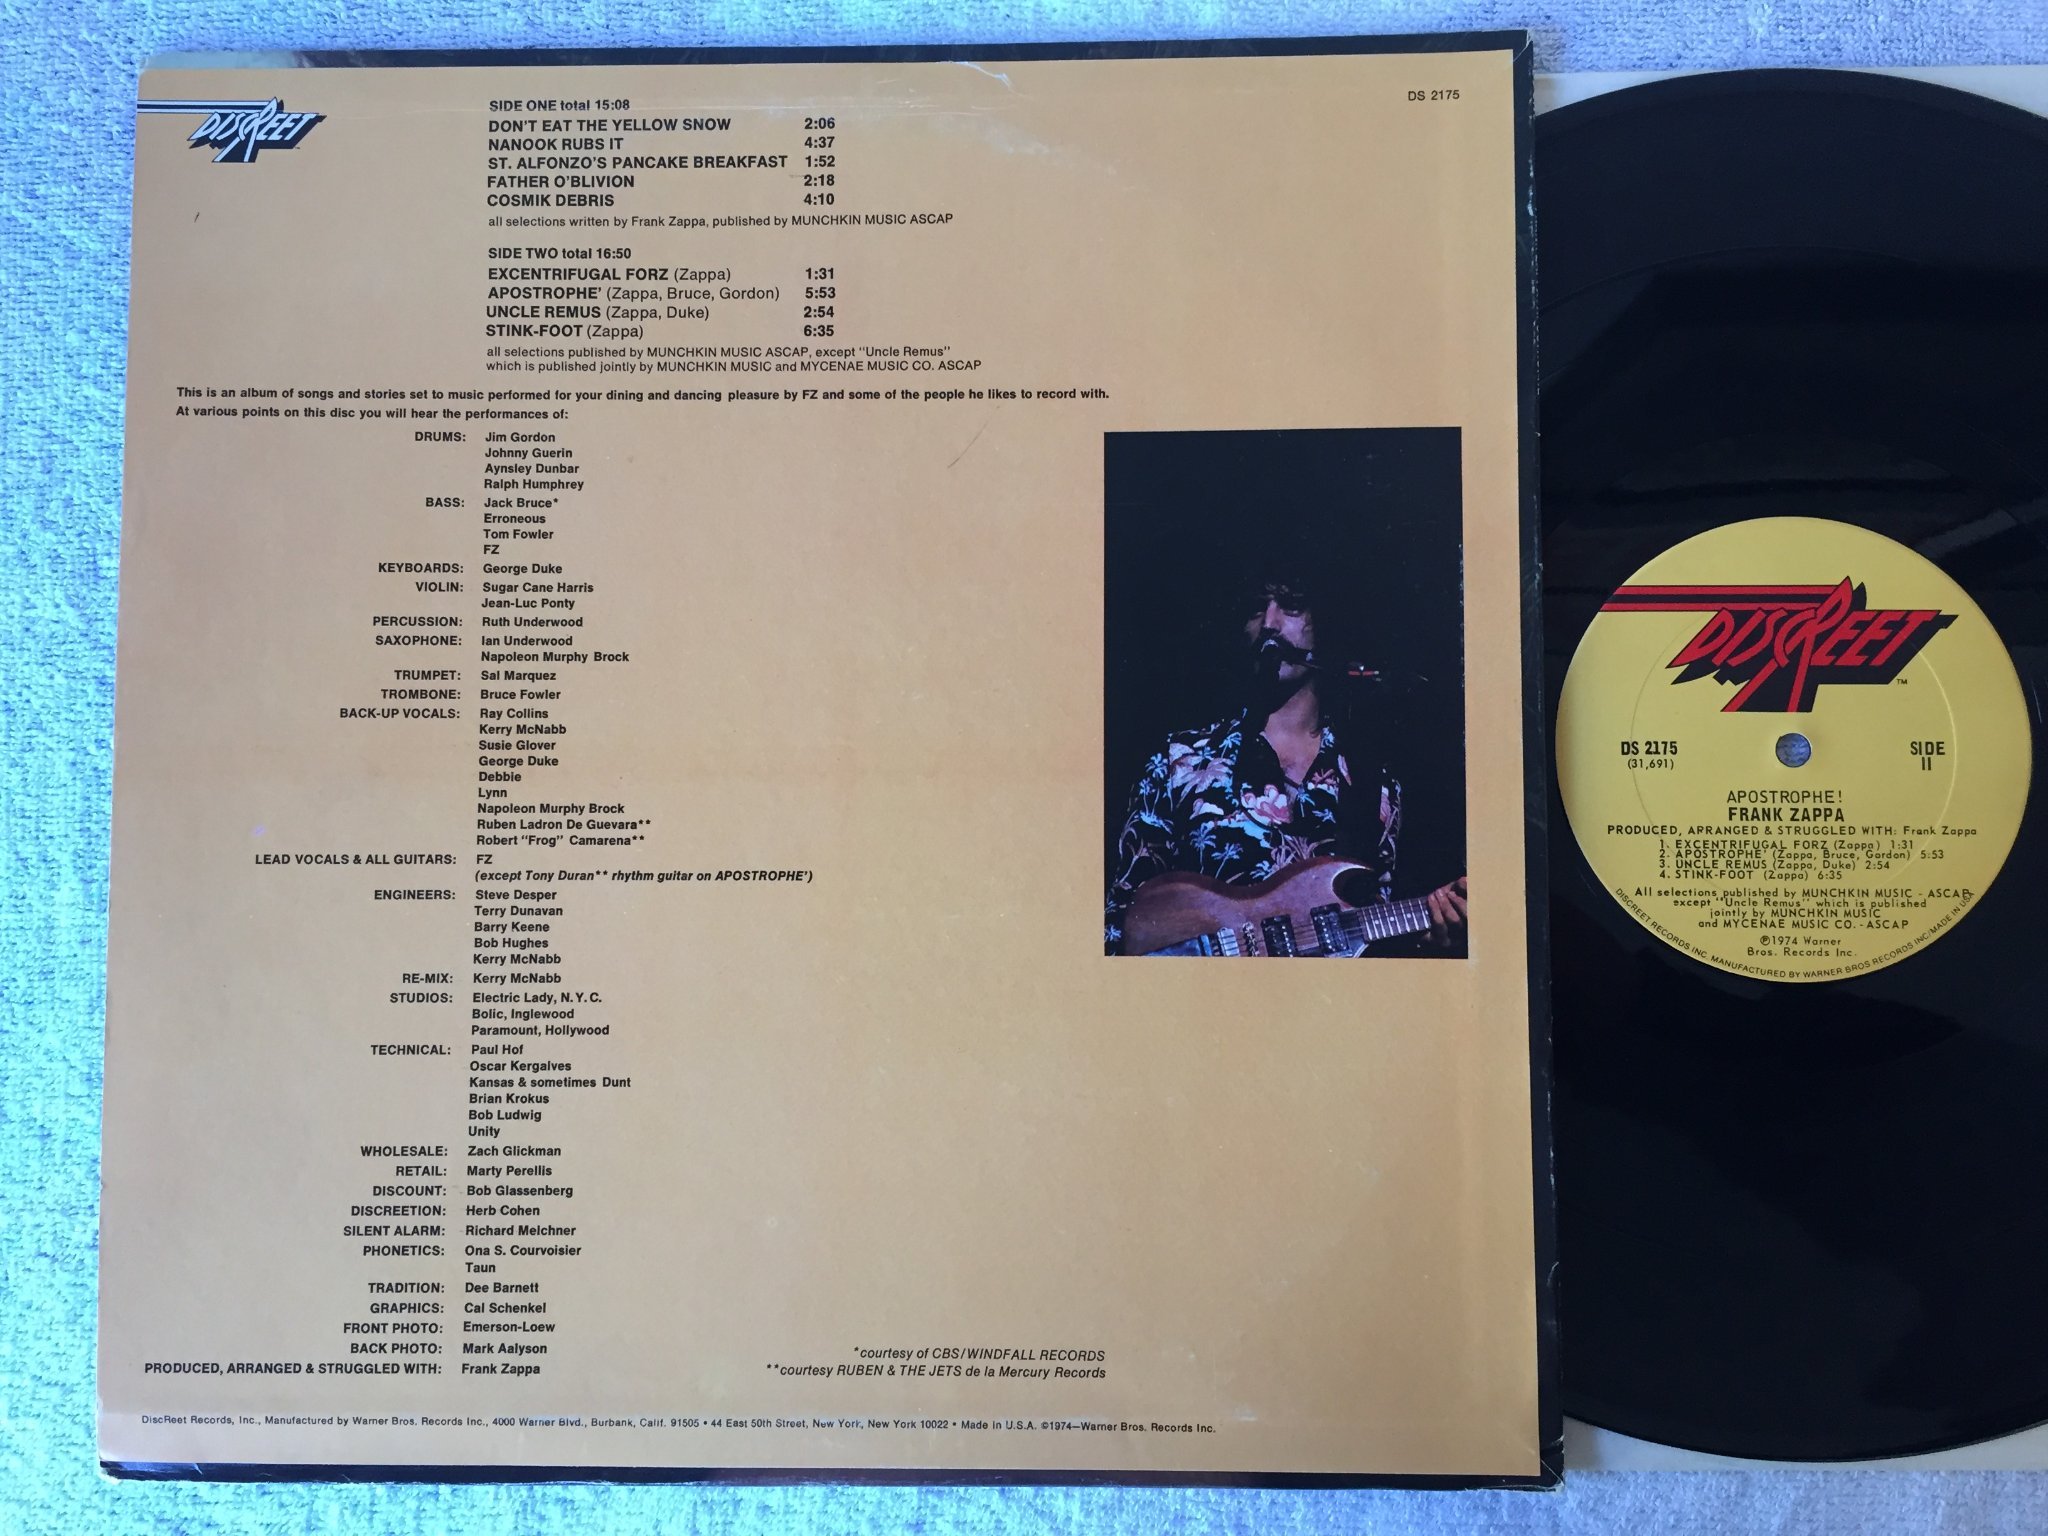 DISCREET
DS 2175
SIDE ONE total 15:08
DON'T EAT THE YELLOW SNOW 2:06
NANOOK RUBS IT 4:37
ST. ALFONZO'S PANCAKE BREAKFAST 1:52
FATHER O'BLIVION 2:18
COSMIK DEBRIS 4:10
all selections written by Frank Zappa, published by MUNCHKIN MUSIC ASCAP
SIDE TWO total 16:50
EXCENTRIFUGAL FORZ (Zappa) 1:31
APOSTROPHE' (Zappa, Bruce, Gordon) 5:53
UNCLE REMUS (Zappa, Duke) 2:54
STINK-FOOT (Zappa) 6:35
all selections published by MUNCHKIN MUSIC ASCAP, except "Uncle Remus"
which is published jointly by MUNCHKIN MUSIC and MYCENAE MUSIC CO. ASCAP
This is an album of songs and stories set to music performed for your dining and dancing pleasure by FZ and some of the people he likes to record with.
At various points on this disc you will hear the performances of:
DRUMS: Jim Gordon
Johnny Guerin
Aynsley Dunbar
Ralph Humphrey
BASS: Jack Bruce*
Erroneous
Tom Fowler
FZ
KEYBOARDS: George Duke
VIOLIN: Sugar Cane Harris
Jean-Luc Ponty
PERCUSSION: Ruth Underwood
SAXOPHONE: Ian Underwood
Napoleon Murphy Brock
TRUMPET: Sal Marquez
TROMBONE: Bruce Fowler
BACK-UP VOCALS: Ray Collins
Kerry McNabb
Susie Glover
George Duke
Debbie
Lynn
Napoleon Murphy Brock
Ruben Ladron De Guevara**
Robert "Frog" Camarena**
LEAD VOCALS & ALL GUITARS: FZ
(except Tony Duran** rhythm guitar on APOSTROPHE')
ENGINEERS: Steve Desper
Terry Dunavan
Barry Keene
Bob Hughes
Kerry McNabb
RE-MIX: Kerry McNabb
STUDIOS: Electric Lady, N.Y.C.
Bolic, Inglewood
Paramount, Hollywood
TECHNICAL: Paul Hof
Oscar Kergalves
Kansas & sometimes Dunt
Brian Krokus
Bob Ludwig
Unity
WHOLESALE: Zach Glickman
RETAIL: Marty Perellis
DISCOUNT: Bob Glassenberg
DISCREETION: Herb Cohen
SILENT ALARM: Richard Melchner
PHONETICS: Ona S. Courvoisier
Taun
TRADITION: Dee Barnett
GRAPHICS: Cal Schenkel
FRONT PHOTO: Emerson-Loew
BACK PHOTO: Mark Aalyson
PRODUCED, ARRANGED & STRUGGLED WITH: Frank Zappa
*courtesy of CBS/WINDFALL RECORDS
**courtesy RUBEN & THE JETS de la Mercury Records
DiscReet Records, Inc., Manufactured by Warner Bros. Records Inc., 4000 Warner Blvd., Burbank, Calif. 91505 • 44 East 50th Street, New York, New York 10022 • Made in U.S.A. ©1974—Warner Bros. Records Inc.
DISCREET TM
DS 2175
(31,691)
SIDE
II
APOSTROPHE!
FRANK ZAPPA
PRODUCED, ARRANGED & STRUGGLED WITH: Frank Zappa
1. EXCENTRIFUGAL FORZ (Zappa) 1:31
2. APOSTROPHE' (Zappa, Bruce, Gordon) 5:53
3. UNCLE REMUS (Zappa, Duke) 2:54
4. STINK-FOOT (Zappa) 6:35
All selections published by MUNCHKIN MUSIC - ASCAP
except "Uncle Remus" which is published
jointly by MUNCHKIN MUSIC
and MYCENAE MUSIC CO. - ASCAP
℗1974 Warner
Bros. Records Inc.
DISCREET RECORDS INC. MANUFACTURED BY WARNER BROS RECORDS INC/MADE IN USA